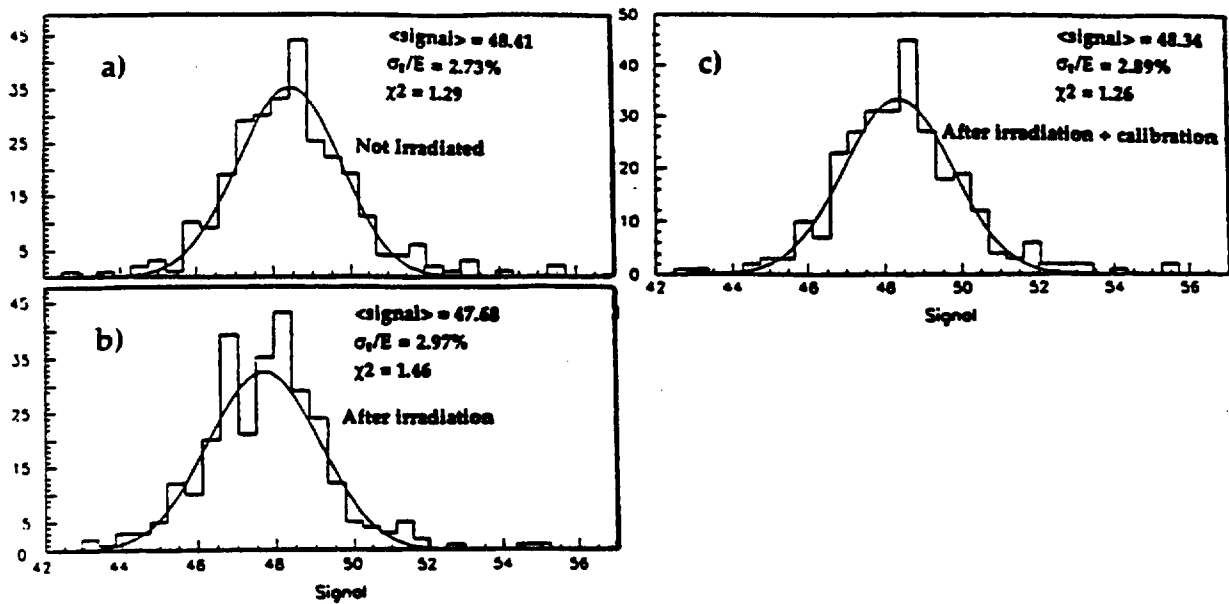 a)
<signal> = 48.41
σ₁/E = 2.73%
χ2 = 1.29
Not Irradiated
45
35
25
15
5
b)
<signal> = 47.68
σ₁/E = 2.97%
χ2 = 1.46
After irradiation
45
35
25
15
5
0
42 44 46 48 50 52 54 56
Signal
c)
<signal> = 48.34
σ₁/E = 2.89%
χ2 = 1.26
After irradiation + calibration
50
40
30
20
10
0
42 44 46 48 50 52 54 56
Signal